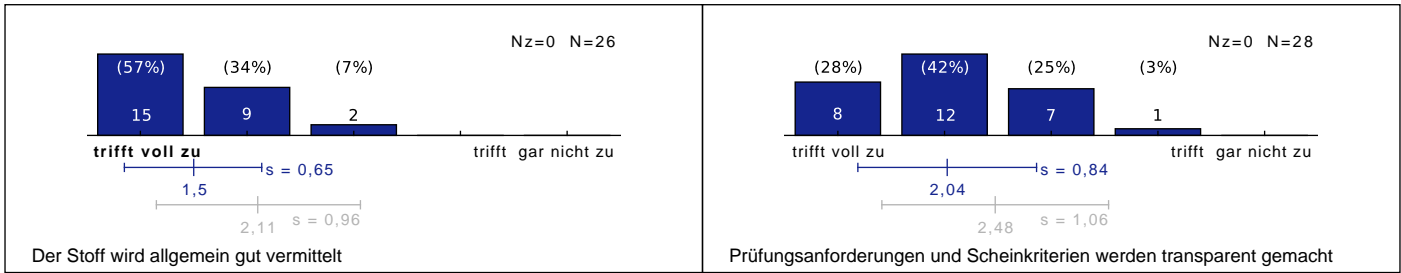 Nz=0 N=26
(57%) (34%) (7%)
15 9 2
trifft voll zu trifft gar nicht zu
s = 0,65
1,5
s = 0,96
2,11
Der Stoff wird allgemein gut vermittelt
Nz=0 N=28
(28%) (42%) (25%) (3%)
8 12 7 1
trifft voll zu trifft gar nicht zu
s = 0,84
2,04
s = 1,06
2,48
Prüfungsanforderungen und Scheinkriterien werden transparent gemacht